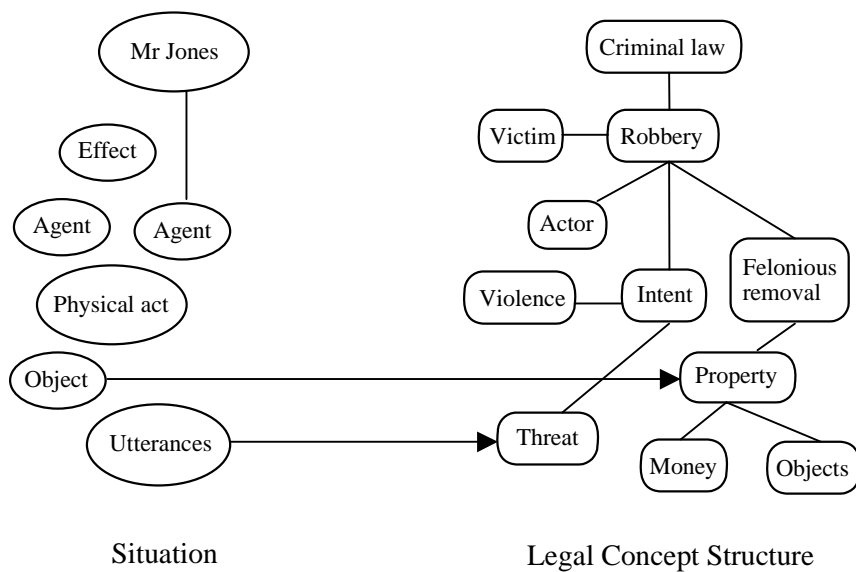 Mr Jones
Effect
Agent
Agent
Physical act
Object
Utterances
Situation
Criminal law
Victim
Robbery
Actor
Violence
Intent
Felonious
removal
Property
Threat
Money
Objects
Legal Concept Structure